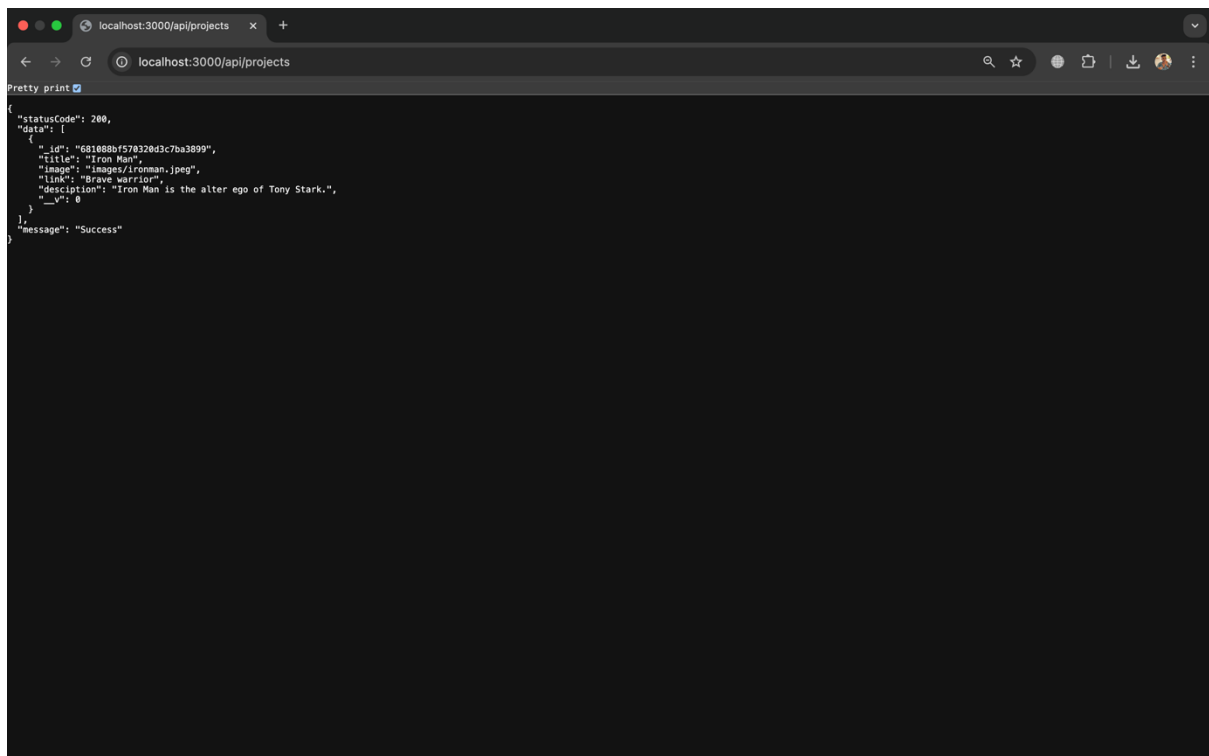 localhost:3000/api/projects
localhost:3000/api/projects
Pretty print
{
"statusCode": 200,
"data": [
{
"_id": "681088bf570320d3c7ba3899",
"title": "Iron Man",
"image": "images/ironman.jpeg",
"link": "Brave warrior",
"desciption": "Iron Man is the alter ego of Tony Stark.",
"__v": 0
}
],
"message": "Success"
}